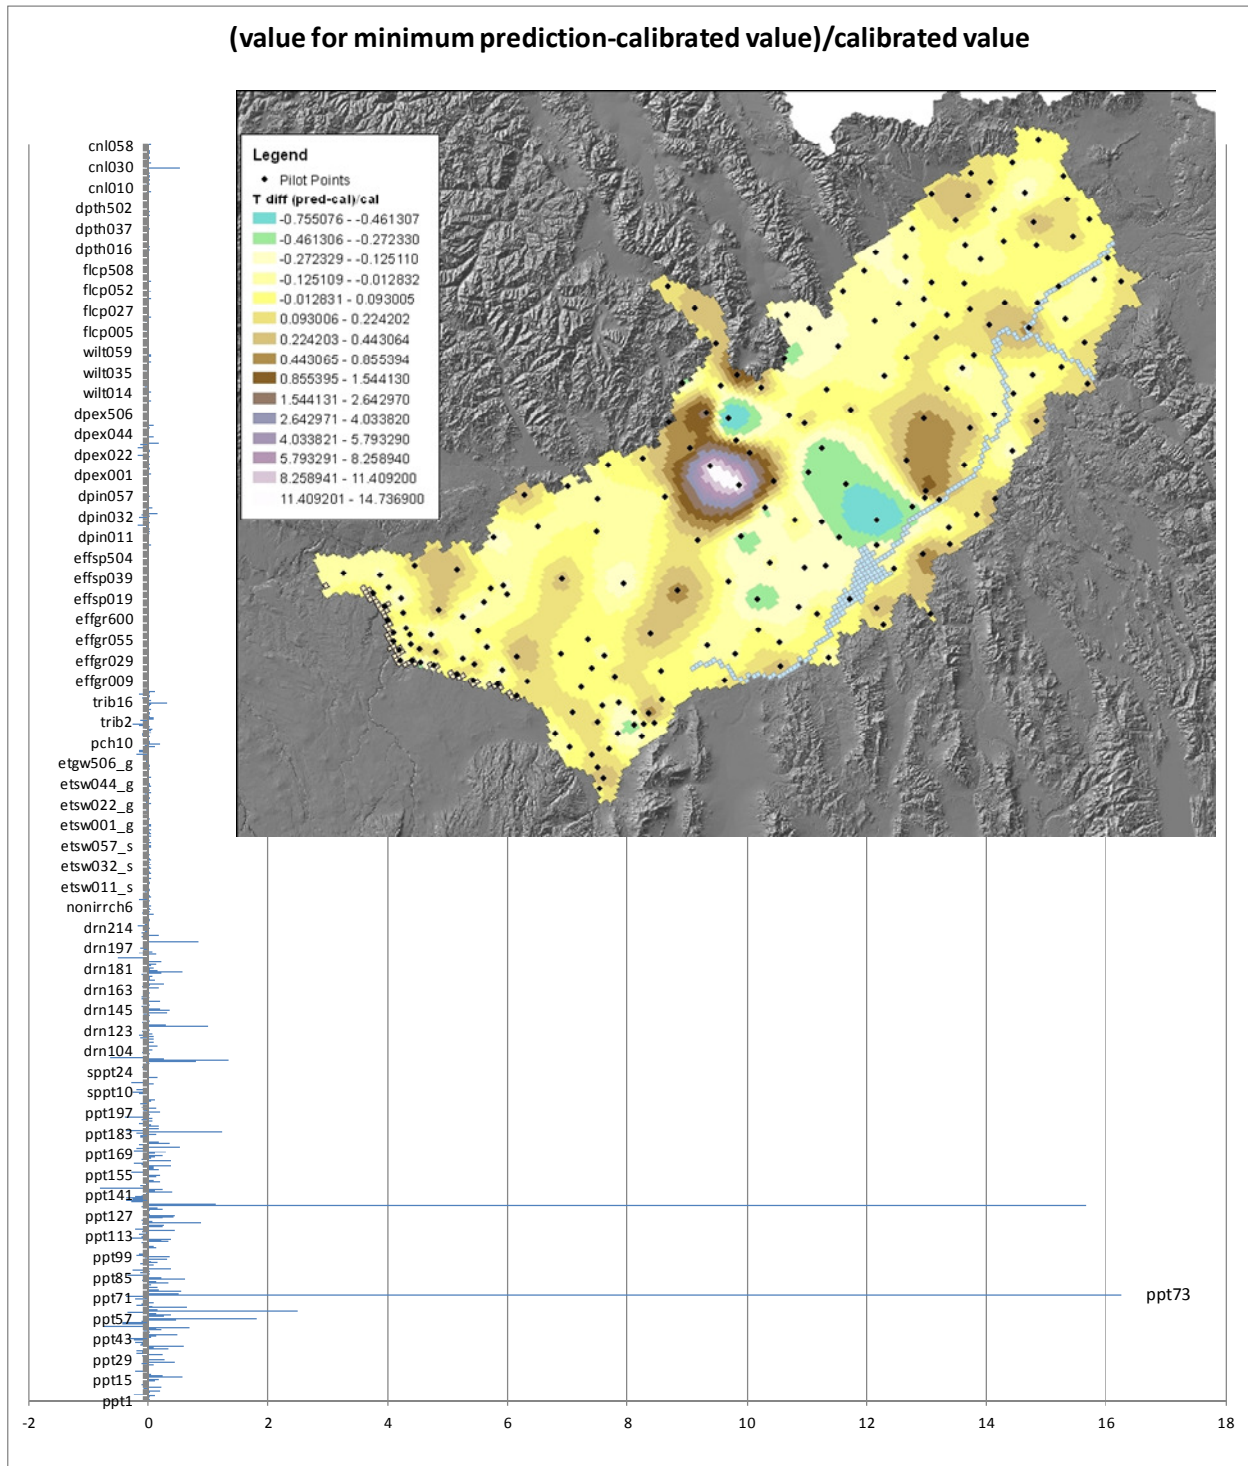 (value for minimum prediction-calibrated value)/calibrated value
Legend
Pilot Points
T diff (pred-cal)/cal
-0.755076 - -0.461307
-0.461306 - -0.272330
-0.272329 - -0.125110
-0.125109 - -0.012832
-0.012831 - 0.093005
0.093006 - 0.224202
0.224203 - 0.443064
0.443065 - 0.855394
0.855395 - 1.544130
1.544131 - 2.642970
2.642971 - 4.033820
4.033821 - 5.793290
5.793291 - 8.258940
8.258941 - 11.409200
11.409201 - 14.736900
cnl058
cnl030
cnl010
dpth502
dpth037
dpth016
flcp508
flcp052
flcp027
flcp005
wilt059
wilt035
wilt014
dpex506
dpex044
dpex022
dpex001
dpin057
dpin032
dpin011
effsp504
effsp039
effsp019
effgr600
effgr055
effgr029
effgr009
trib16
trib2
pch10
etgw506_g
etsw044_g
etsw022_g
etsw001_g
etsw057_s
etsw032_s
etsw011_s
nonirrch6
drn214
drn197
drn181
drn163
drn145
drn123
drn104
sppt24
sppt10
ppt197
ppt183
ppt169
ppt155
ppt141
ppt127
ppt113
ppt99
ppt85
ppt71
ppt73
ppt57
ppt43
ppt29
ppt15
ppt1
-2 0 2 4 6 8 10 12 14 16 18